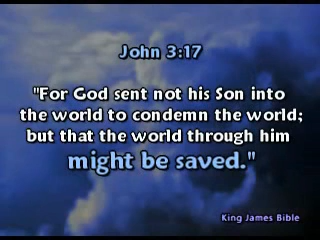 John 3:17
"For God sent not his Son into
the world to condemn the world;
but that the world through him
might be saved."
King James Bible